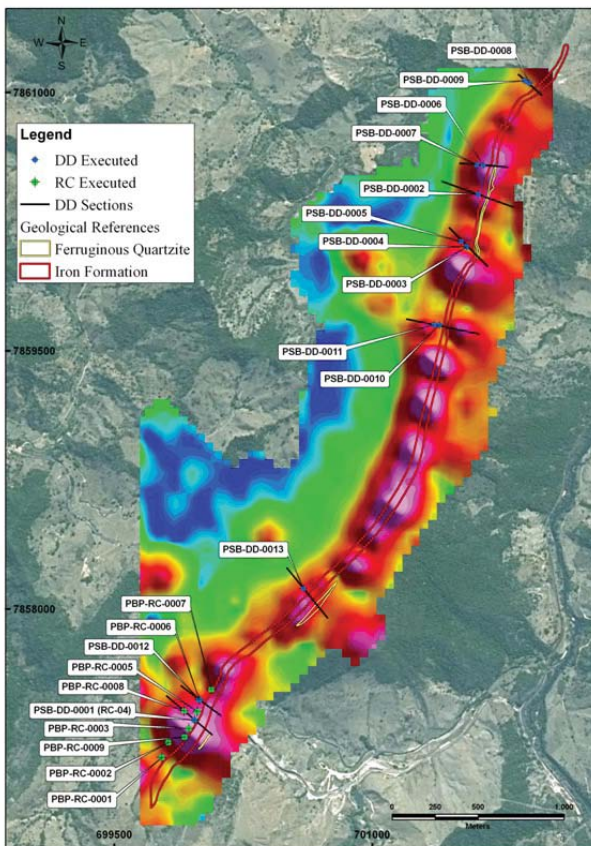 N
W E
S
PSB-DD-0008
PSB-DD-0009
7861000
PSB-DD-0006
PSB-DD-0007
Legend
DD Executed
RC Executed
DD Sections
Geological References
Ferruginous Quartzite
Iron Formation
PSB-DD-0002
PSB-DD-0005
PSB-DD-0004
PSB-DD-0003
7859500
PSB-DD-0011
PSB-DD-0010
PSB-DD-0013
7858000
PBP-RC-0007
PBP-RC-0006
PSB-DD-0012
PBP-RC-0005
PBP-RC-0008
PSB-DD-0001 (RC-04)
PBP-RC-0003
PBP-RC-0009
PBP-RC-0002
PBP-RC-0001
0 250 500 1.000
Meters
699500 701000